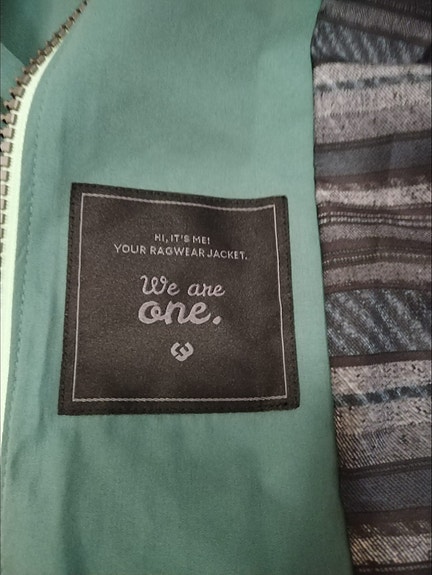 HI, IT'S ME!
YOUR RAGWEAR JACKET.
We are
one.